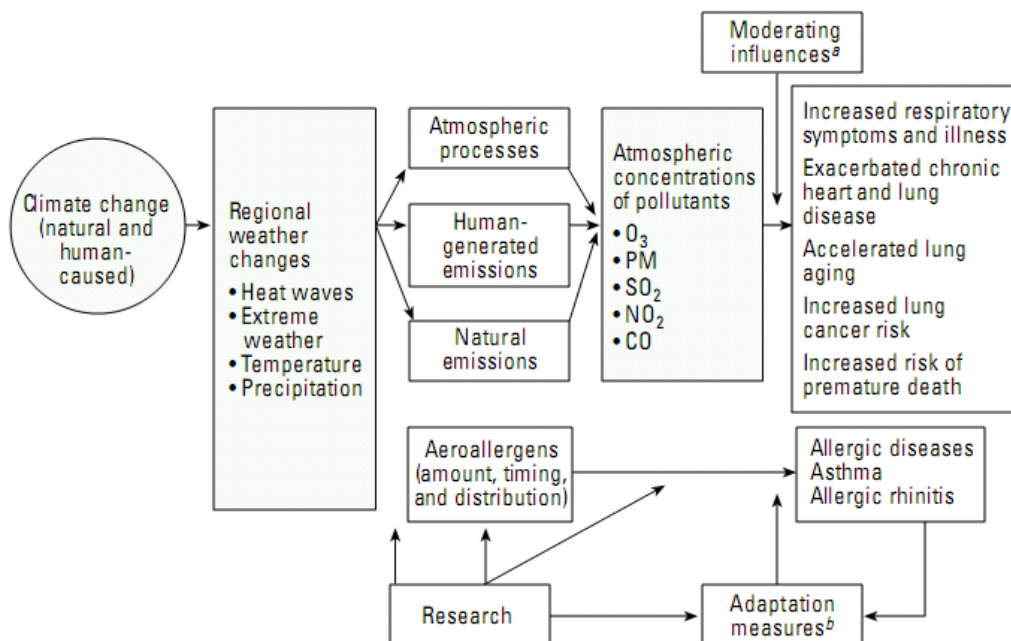 Moderating
influencesᵃ
Climate change
(natural and
human-
caused)
Regional
weather
changes
• Heat waves
• Extreme
weather
• Temperature
• Precipitation
Atmospheric
processes
Human-
generated
emissions
Natural
emissions
Atmospheric
concentrations
of pollutants
• O₃
• PM
• SO₂
• NO₂
• CO
Increased respiratory
symptoms and illness
Exacerbated chronic
heart and lung
disease
Accelerated lung
aging
Increased lung
cancer risk
Increased risk of
premature death
Aeroallergens
(amount, timing,
and distribution)
Allergic diseases
Asthma
Allergic rhinitis
Research
Adaptation
measuresᵇ